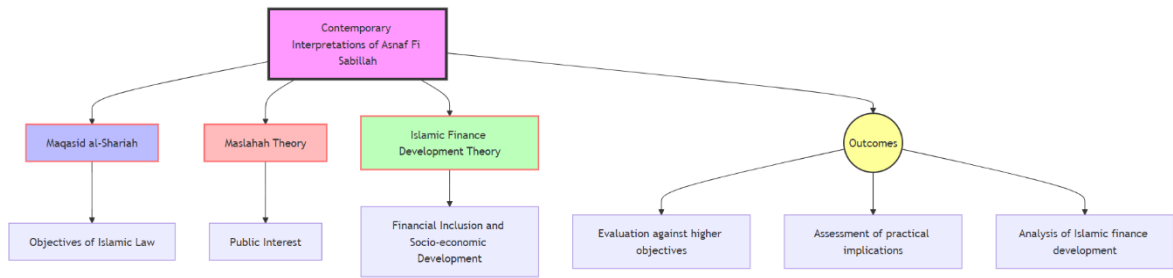 Contemporary
Interpretations of Asnaf Fi
Sabillah
Maqasid al-Shariah
Maslahah Theory
Islamic Finance
Development Theory
Outcomes
Objectives of Islamic Law
Public Interest
Financial Inclusion and
Socio-economic
Development
Evaluation against higher
objectives
Assessment of practical
implications
Analysis of Islamic finance
development